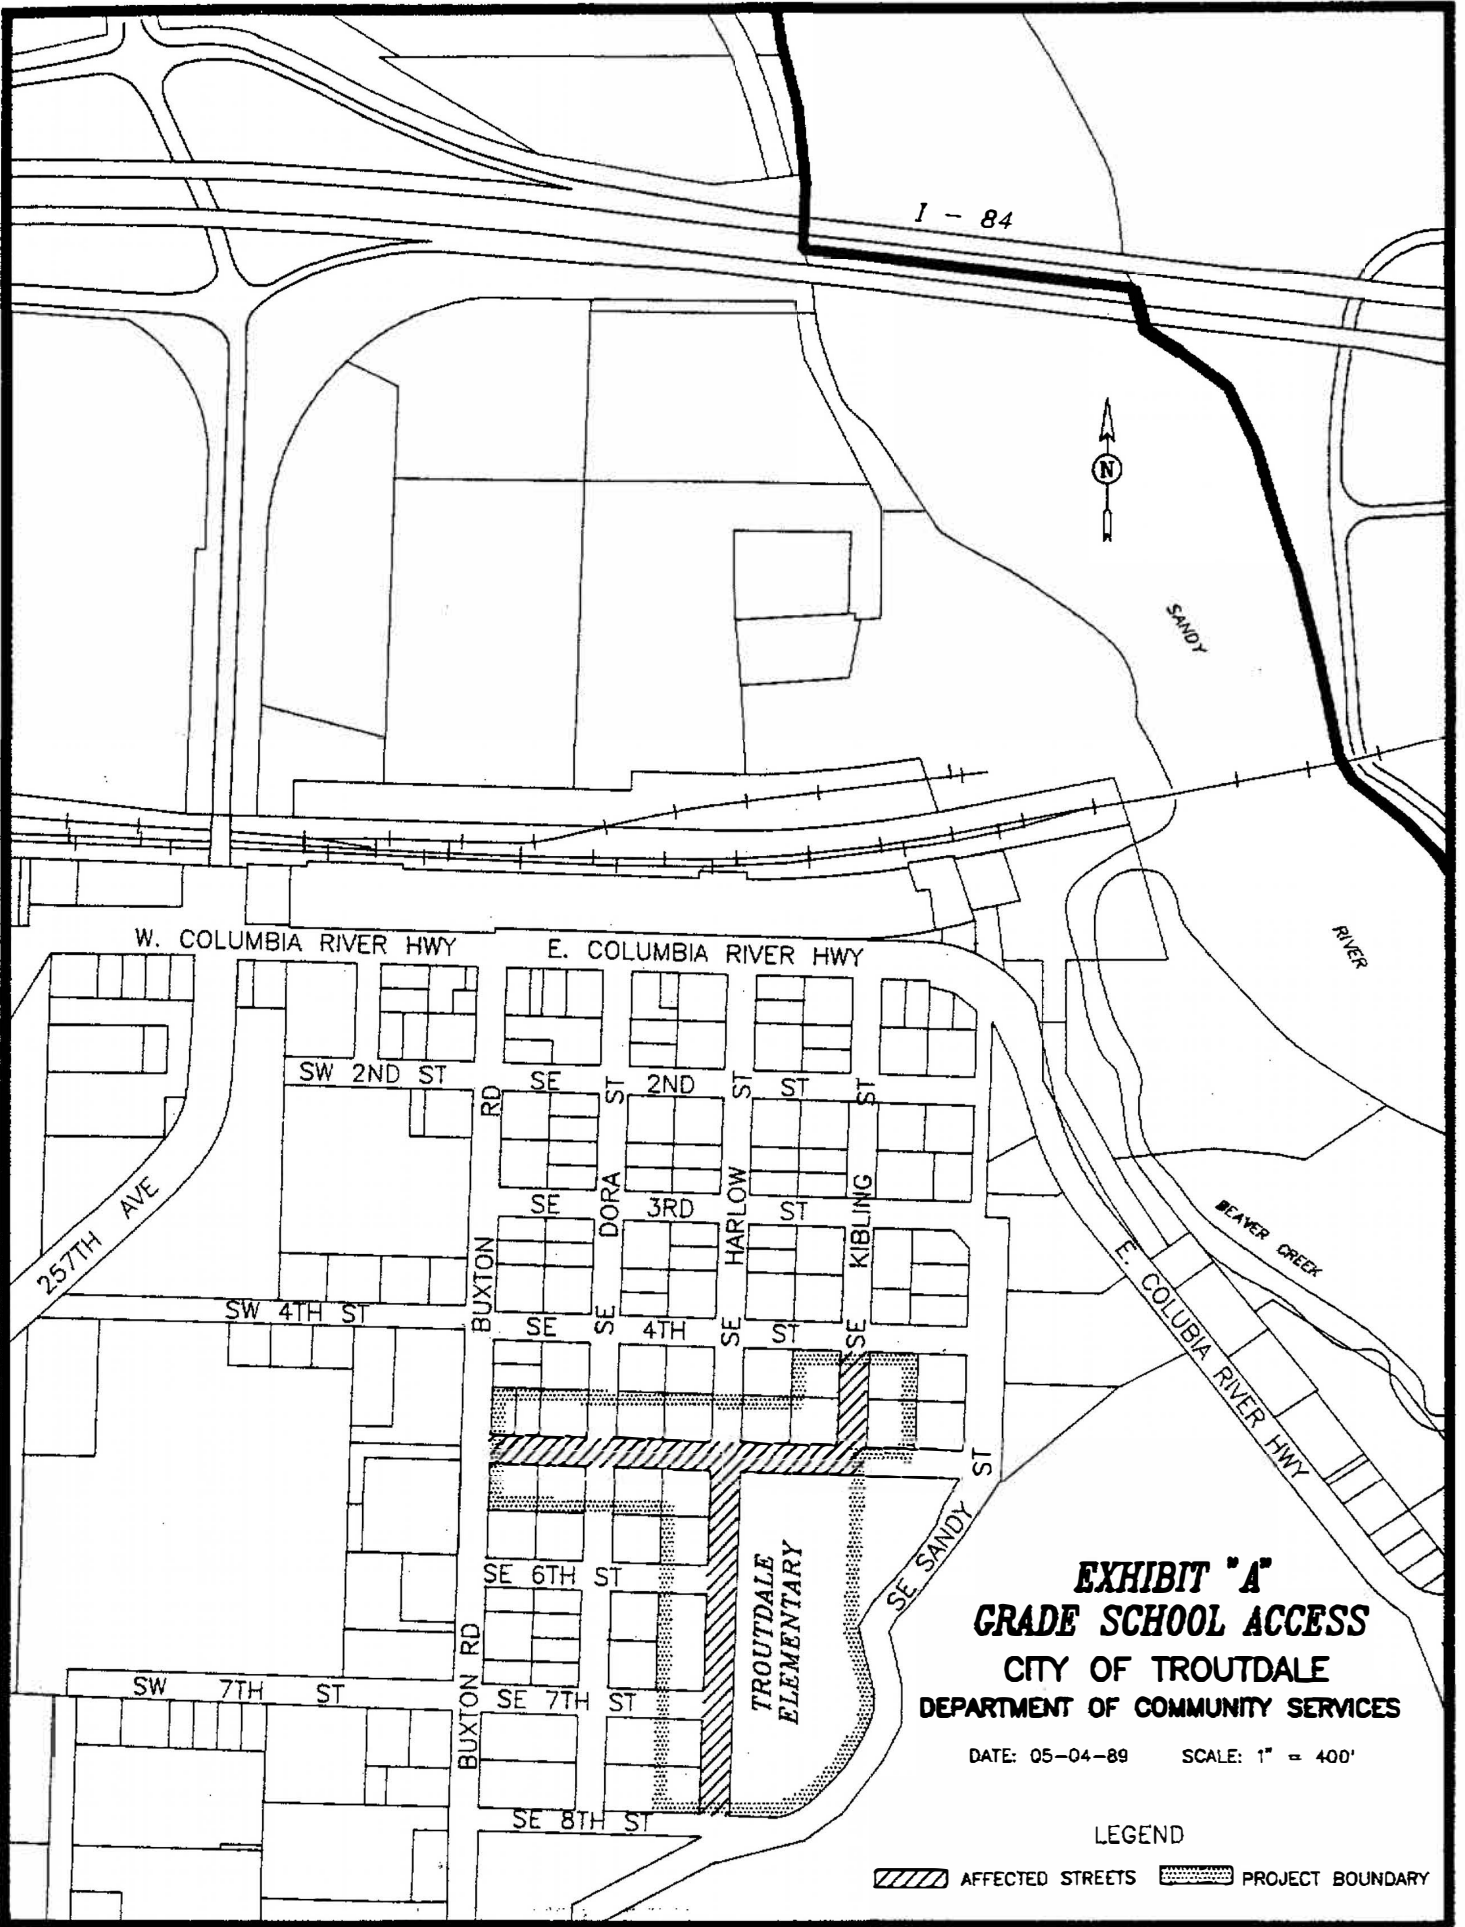 I - 84
N
SANDY
RIVER
W. COLUMBIA RIVER HWY
E. COLUMBIA RIVER HWY
SW 2ND ST
SE 2ND ST
RD
ST
ST
ST
257TH AVE
DORA
HARLOW
KIBLING
SE 3RD ST
BUXTON
BEAVER CREEK
E. COLUBIA RIVER HWY
SW 4TH ST
SE 4TH ST
SE
SE
SE
ST
SE SANDY
TROUTDALE
ELEMENTARY
SE 6TH ST
BUXTON RD
SW 7TH ST
SE 7TH ST
SE 8TH ST
EXHIBIT "A"
GRADE SCHOOL ACCESS
CITY OF TROUTDALE
DEPARTMENT OF COMMUNITY SERVICES
DATE: 05-04-89 SCALE: 1" = 400'
LEGEND
AFFECTED STREETS PROJECT BOUNDARY